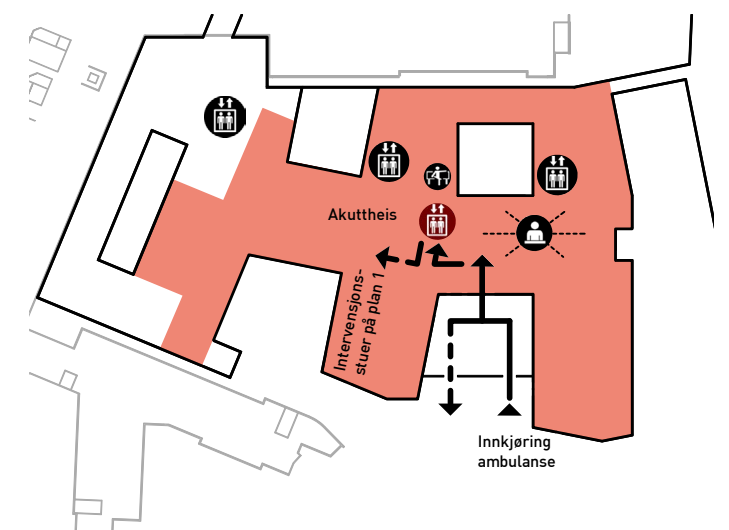 Akuttheis
Intervensjons-
stuer på plan 1
Innkjøring
ambulanse